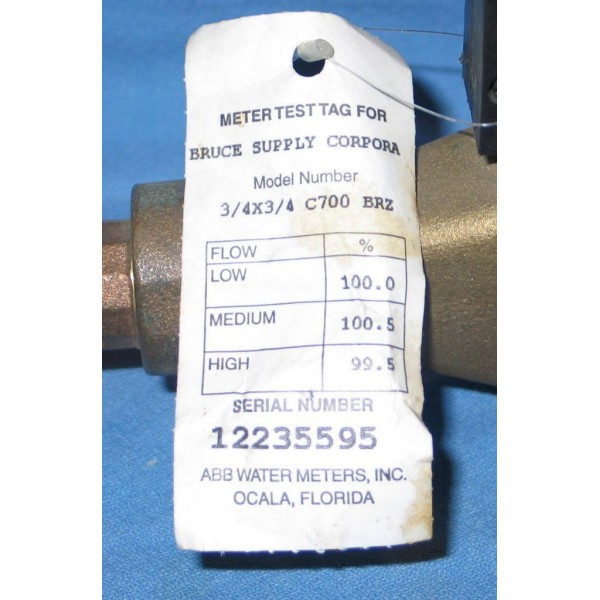 METER TEST TAG FOR
BRUCE SUPPLY CORPORA
Model Number
3/4X3/4 C700 BRZ
FLOW %
LOW 100.0
MEDIUM 100.5
HIGH 99.5
SERIAL NUMBER
12235595
ABB WATER METERS, INC.
OCALA, FLORIDA